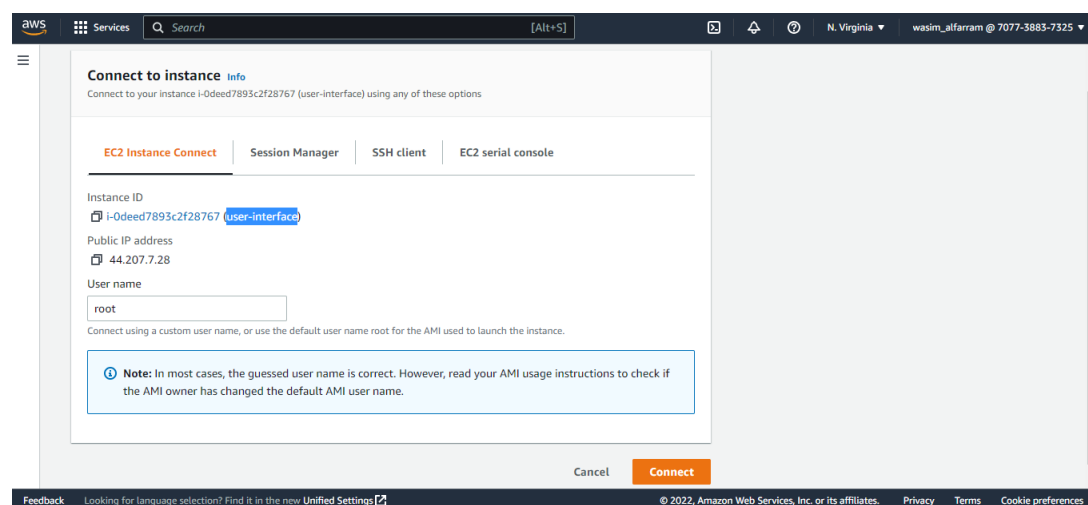 aws
Services
Search
[Alt+S]
N. Virginia
wasim_alfarram @ 7077-3883-7325
Connect to instance Info
Connect to your instance i-0deed7893c2f28767 (user-interface) using any of these options
EC2 Instance Connect
Session Manager
SSH client
EC2 serial console
Instance ID
i-0deed7893c2f28767 (user-interface)
Public IP address
44.207.7.28
User name
root
Connect using a custom user name, or use the default user name root for the AMI used to launch the instance.
Note: In most cases, the guessed user name is correct. However, read your AMI usage instructions to check if
the AMI owner has changed the default AMI user name.
Cancel
Connect
Feedback
Looking for language selection? Find it in the new Unified Settings
© 2022, Amazon Web Services, Inc. or its affiliates.
Privacy
Terms
Cookie preferences